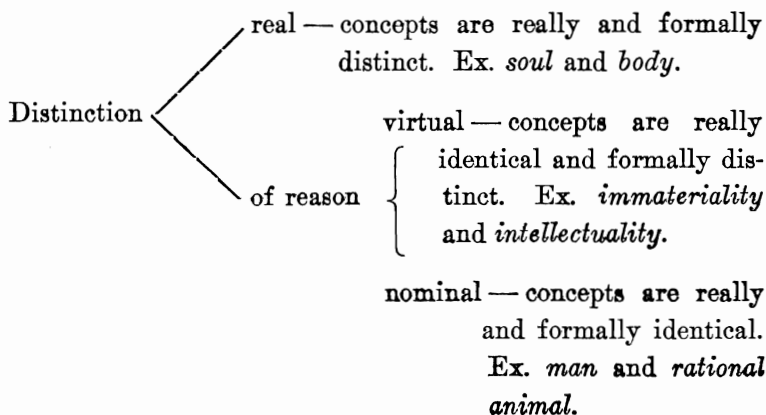 real — concepts are really and formally
distinct. Ex. soul and body.
Distinction
virtual — concepts are really
identical and formally dis-
of reason
tinct. Ex. immateriality
and intellectuality.
nominal — concepts are really
and formally identical.
Ex. man and rational
animal.